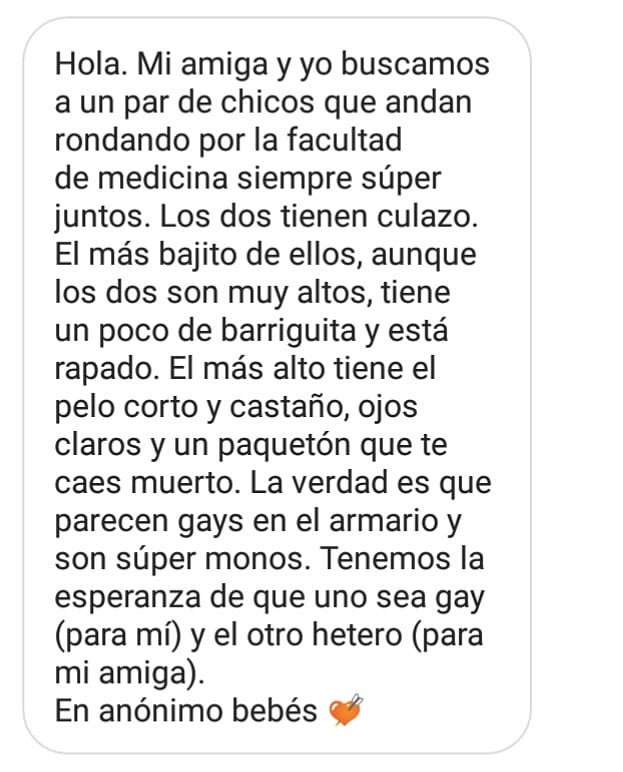 Hola. Mi amiga y yo buscamos
a un par de chicos que andan
rondando por la facultad
de medicina siempre súper
juntos. Los dos tienen culazo.
El más bajito de ellos, aunque
los dos son muy altos, tiene
un poco de barriguita y está
rapado. El más alto tiene el
pelo corto y castaño, ojos
claros y un paquetón que te
caes muerto. La verdad es que
parecen gays en el armario y
son súper monos. Tenemos la
esperanza de que uno sea gay
(para mí) y el otro hetero (para
mi amiga).
En anónimo bebés 💘